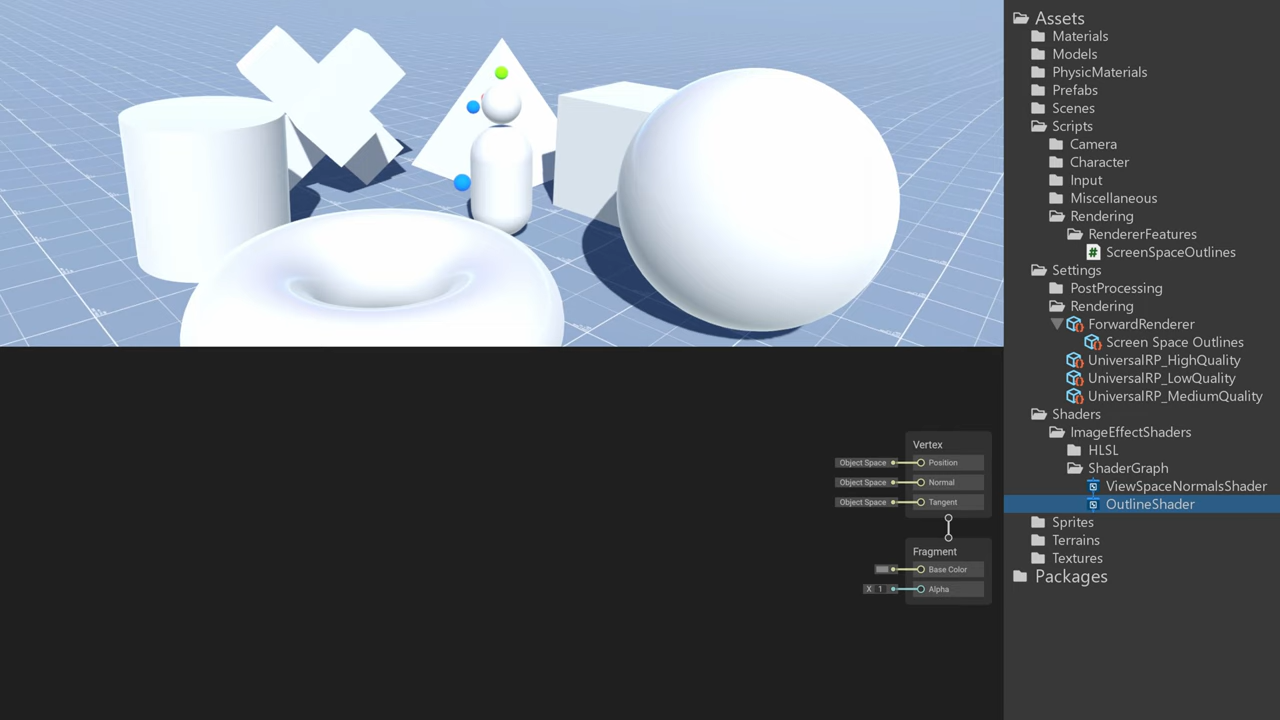 Assets
Materials
Models
PhysicMaterials
Prefabs
Scenes
Scripts
Camera
Character
Input
Miscellaneous
Rendering
RendererFeatures
ScreenSpaceOutlines
Settings
PostProcessing
Rendering
ForwardRenderer
Screen Space Outlines
UniversalRP_HighQuality
UniversalRP_LowQuality
UniversalRP_MediumQuality
Shaders
ImageEffectShaders
HLSL
ShaderGraph
ViewSpaceNormalsShader
OutlineShader
Sprites
Terrains
Textures
Packages
Vertex
Object Space Position
Object Space Normal
Object Space Tangent
Fragment
Base Color
X 1 Alpha